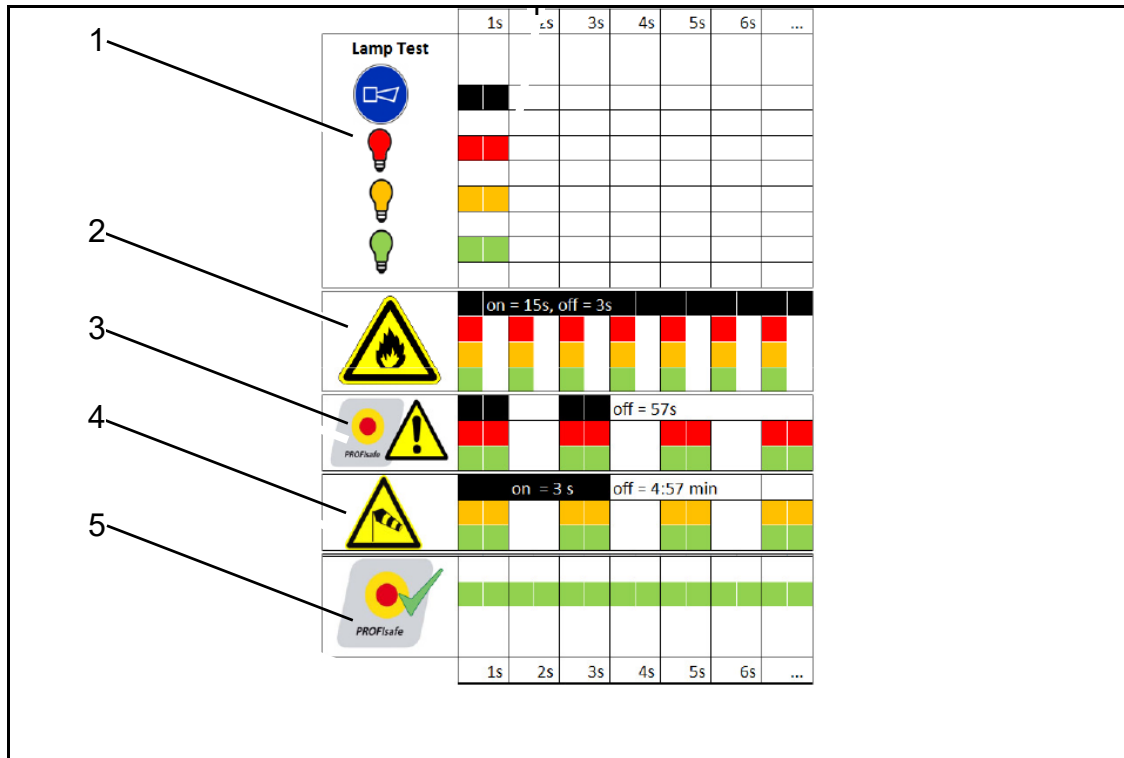 1s 2s 3s 4s 5s 6s ...
1
Lamp Test
2
on = 15s, off = 3s
3
off = 57s
PROFIsafe
4
on = 3 s off = 4:57 min
5
PROFIsafe
1s 2s 3s 4s 5s 6s ...